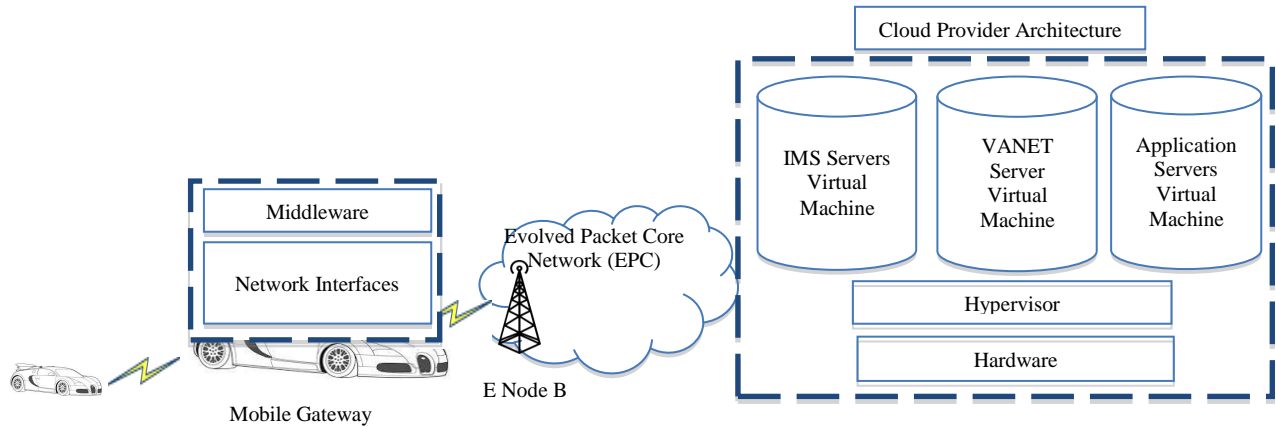 Cloud Provider Architecture
IMS Servers
Virtual
Machine
VANET
Server
Virtual
Machine
Application
Servers
Virtual
Machine
Middleware
Network Interfaces
Evolved Packet Core
Network (EPC)
Hypervisor
Hardware
E Node B
Mobile Gateway